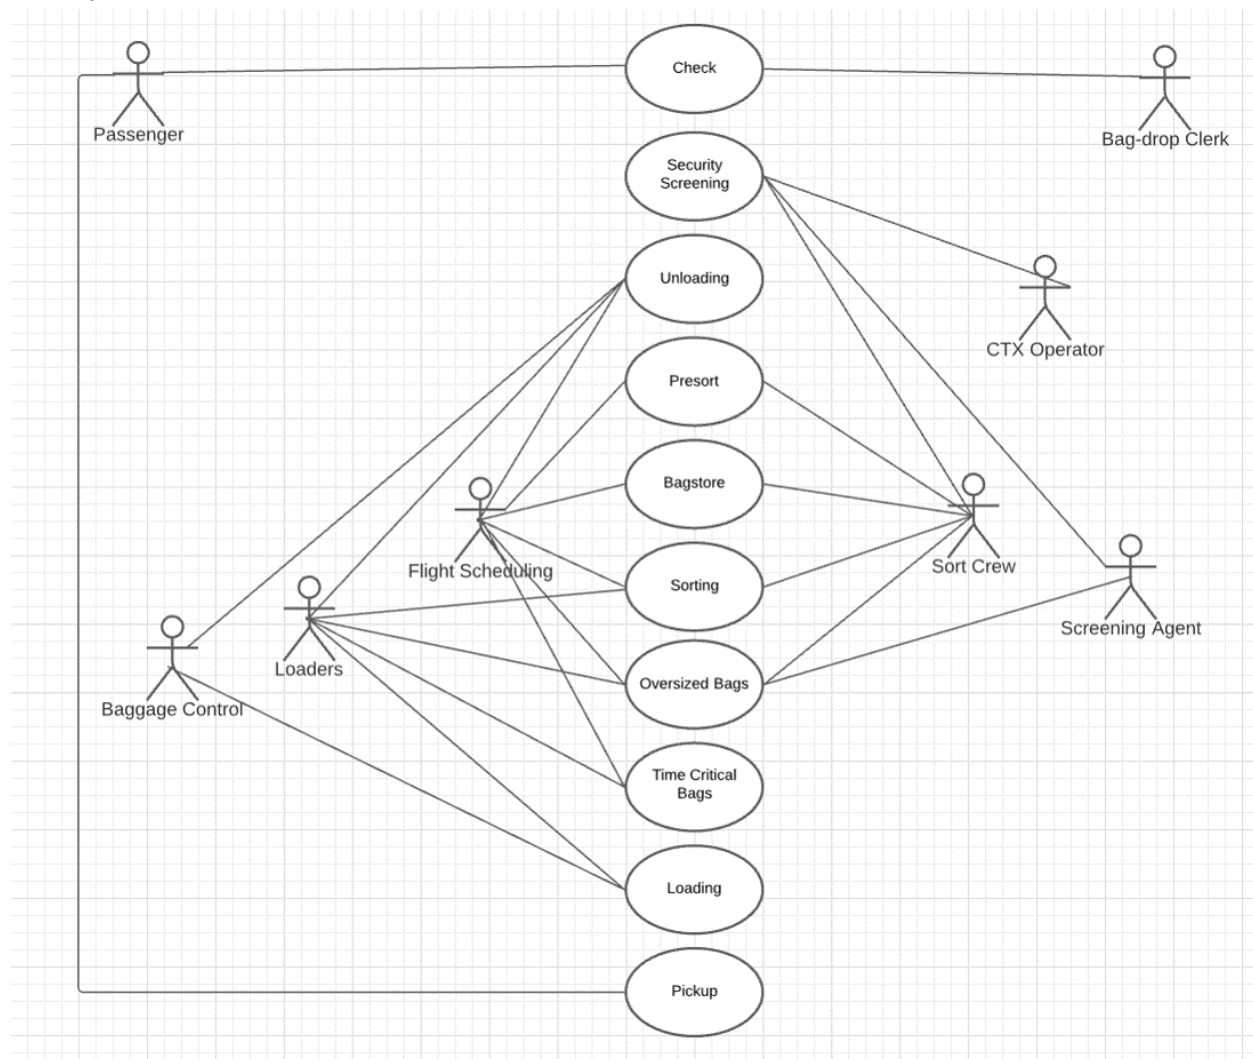 Check
Passenger
Bag-drop Clerk
Security
Screening
Unloading
CTX Operator
Presort
Bagstore
Flight Scheduling
Sort Crew
Sorting
Screening Agent
Loaders
Oversized Bags
Baggage Control
Time Critical
Bags
Loading
Pickup